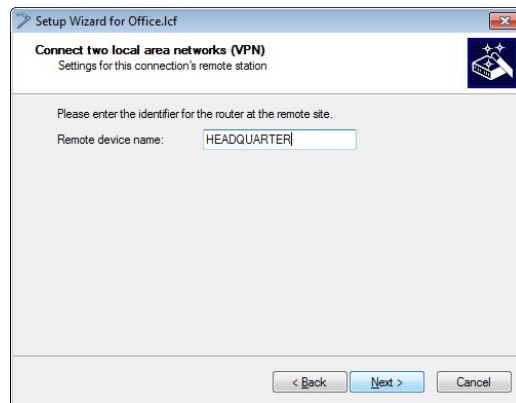 Setup Wizard for Office.lcf
Connect two local area networks (VPN)
Settings for this connection's remote station
Please enter the identifier for the router at the remote site.
Remote device name: HEADQUARTER
< Back Next > Cancel